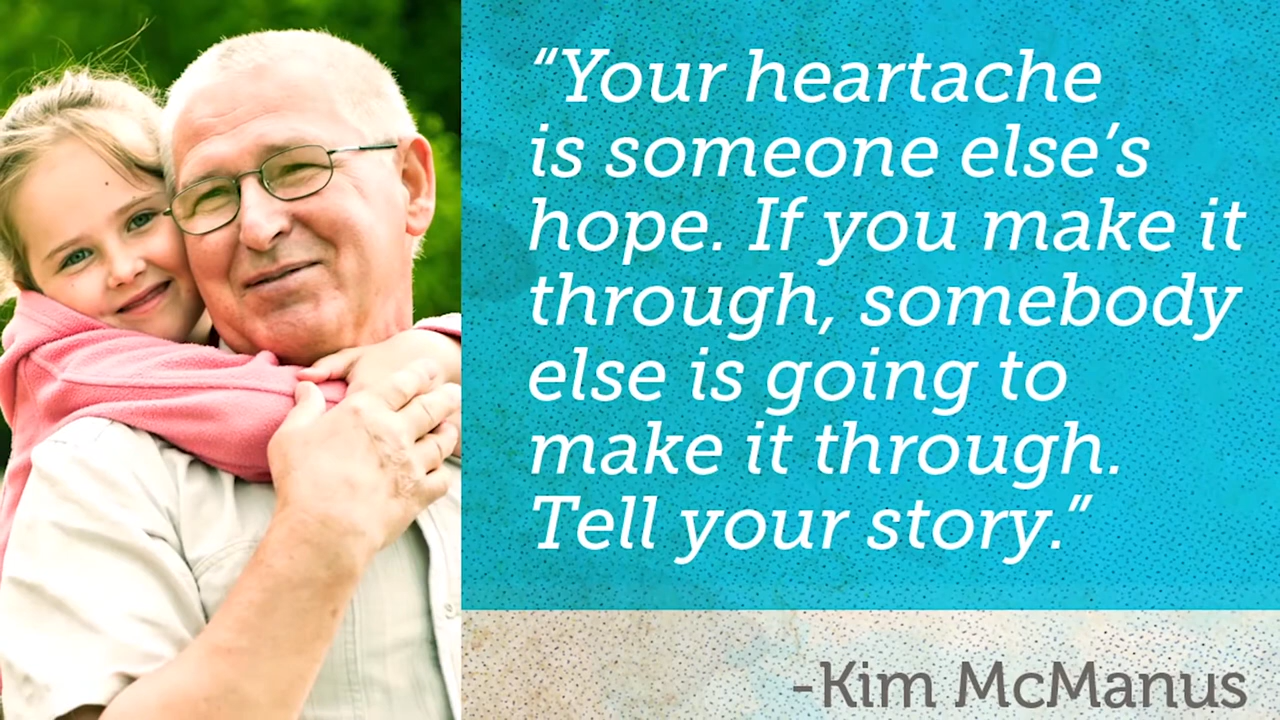 “Your heartache
is someone else’s
hope. If you make it
through, somebody
else is going to
make it through.
Tell your story.”
-Kim McManus